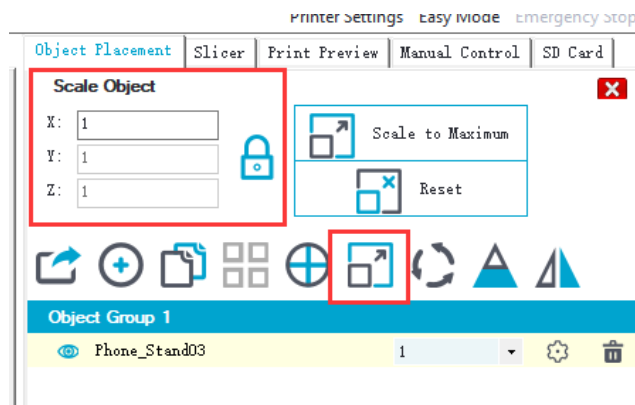 Printer Settings Easy Mode Emergency Stop
Object Placement Slicer Print Preview Manual Control SD Card
Scale Object
X: 1
Y: 1
Z: 1
Scale to Maximum
Reset
Object Group 1
Phone_Stand03 1